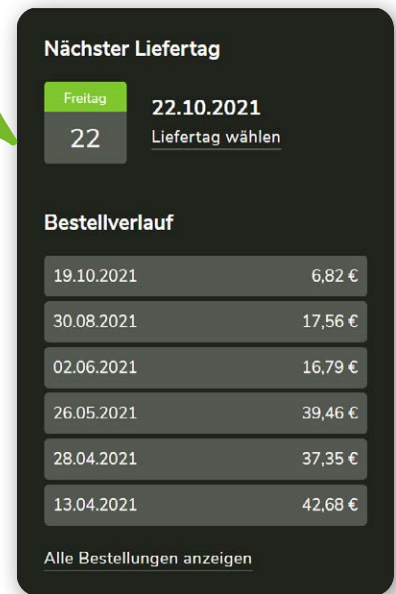 Nächster Liefertag
Freitag
22
22.10.2021
Liefertag wählen
Bestellverlauf
19.10.2021 6,82 €
30.08.2021 17,56 €
02.06.2021 16,79 €
26.05.2021 39,46 €
28.04.2021 37,35 €
13.04.2021 42,68 €
Alle Bestellungen anzeigen